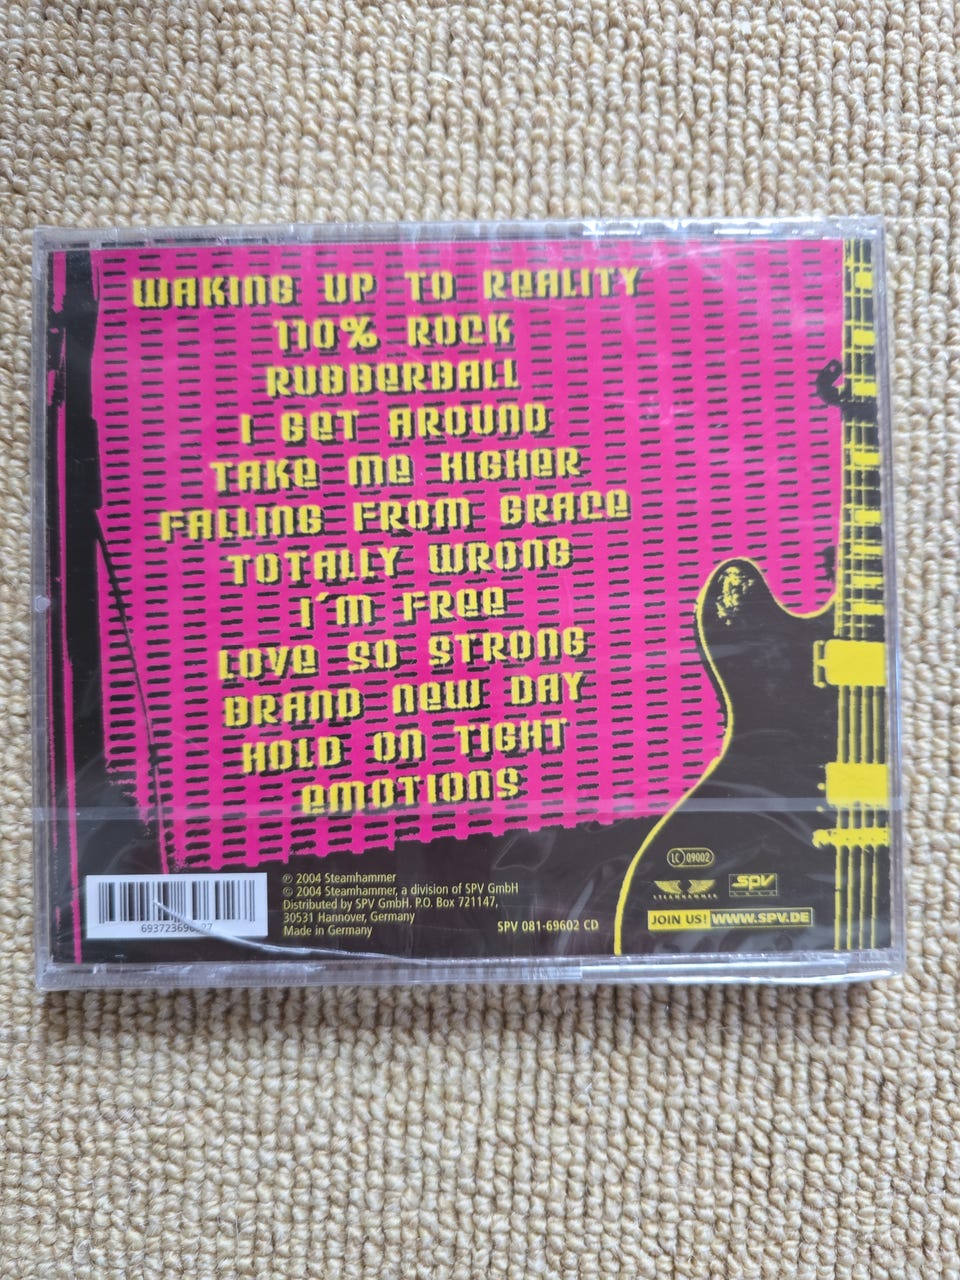 WAKING UP TO REALITY
110% ROCK
RUBBERBALL
I GET AROUND
TAKE ME HIGHER
FALLING FROM GRACE
TOTALLY WRONG
I'M FREE
LOVE SO STRONG
BRAND NEW DAY
HOLD ON TIGHT
EMOTIONS
℗ 2004 Steamhammer
© 2004 Steamhammer, a division of SPV GmbH
Distributed by SPV GmbH. P.O. Box 721147,
30531 Hannover, Germany
Made in Germany
SPV 081-69602 CD
LC 09002
STEAMHAMMER
SPV
JOIN US! WWW.SPV.DE